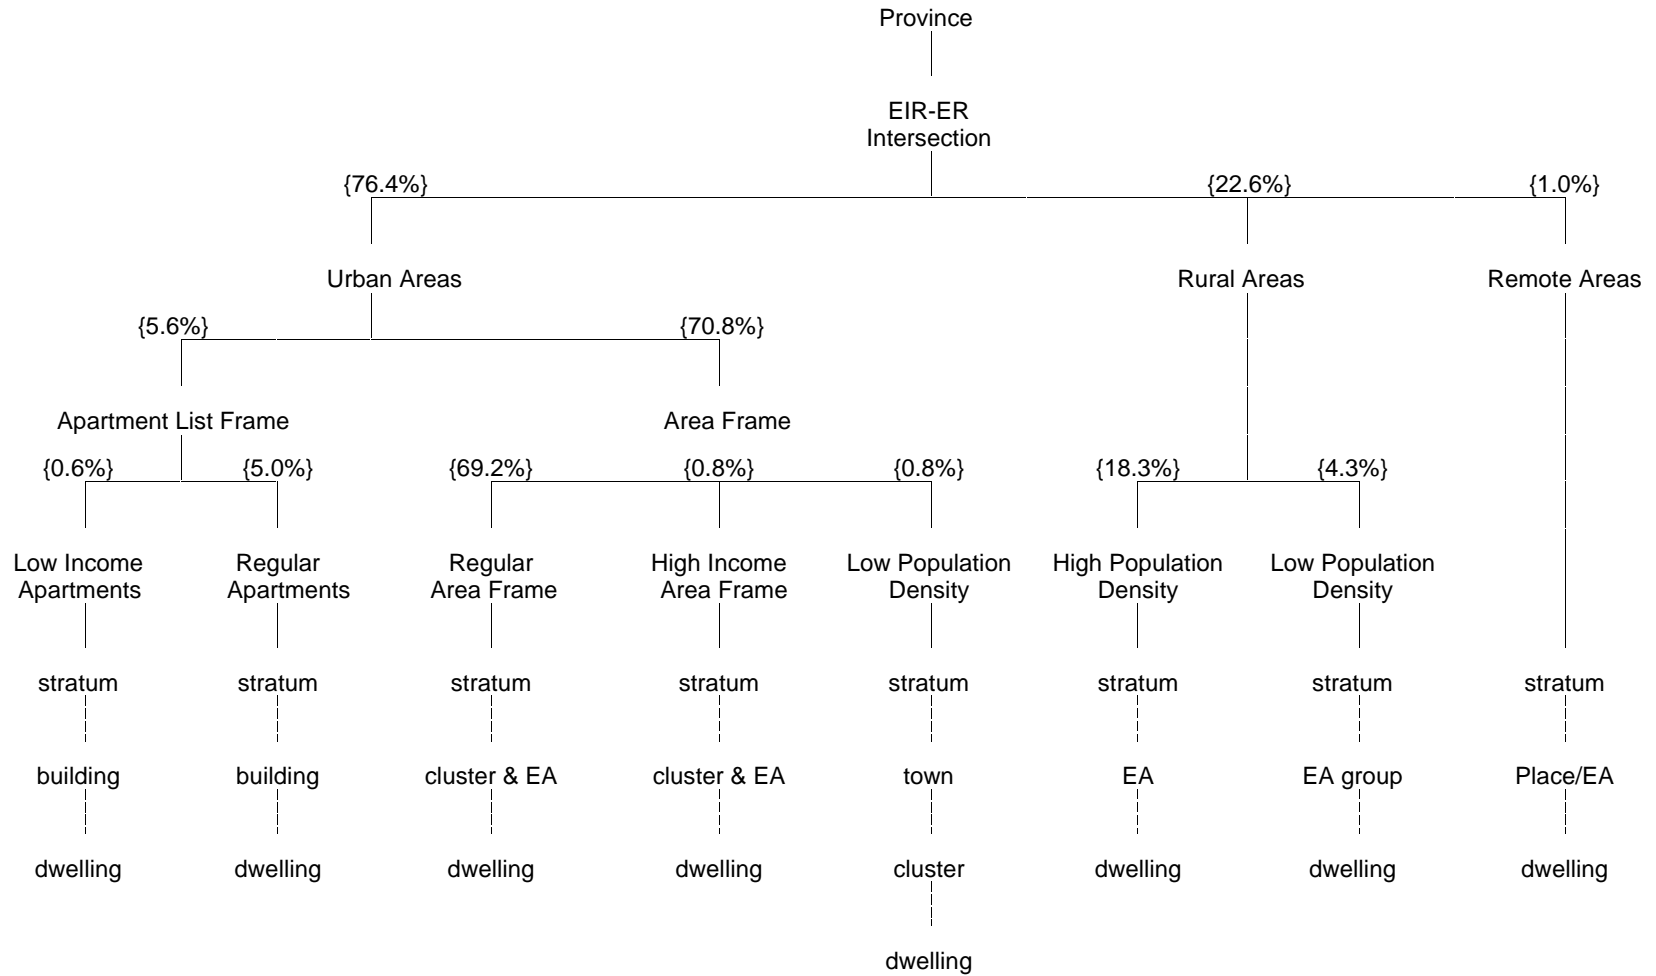 Province
EIR-ER
Intersection
{76.4%} {22.6%} {1.0%}
Urban Areas Rural Areas Remote Areas
{5.6%} {70.8%}
Apartment List Frame Area Frame
{0.6%} {5.0%} {69.2%} {0.8%} {0.8%} {18.3%} {4.3%}
Low Income Regular Regular High Income Low Population High Population Low Population
Apartments Apartments Area Frame Area Frame Density Density Density
stratum stratum stratum stratum stratum stratum stratum stratum
building building cluster & EA cluster & EA town EA EA group Place/EA
dwelling dwelling dwelling dwelling cluster dwelling dwelling dwelling
dwelling